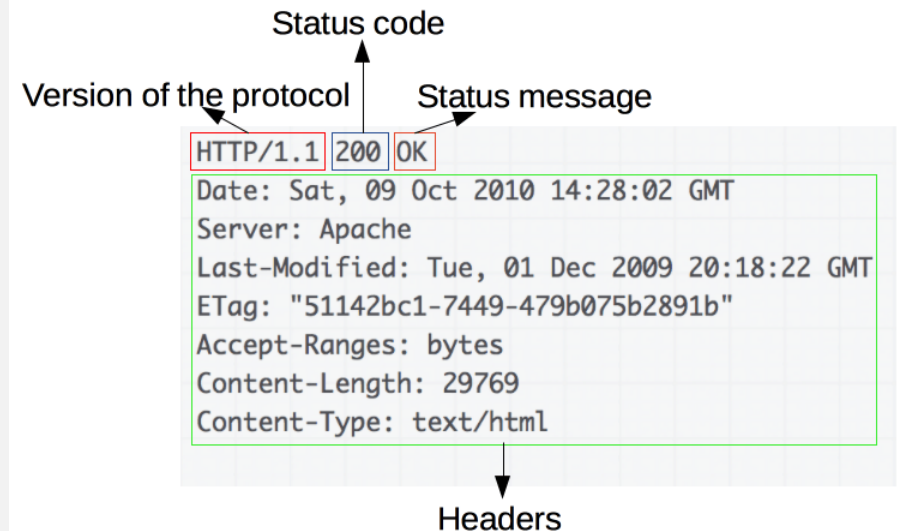 Status code
Version of the protocol
Status message
HTTP/1.1 200 OK
Date: Sat, 09 Oct 2010 14:28:02 GMT
Server: Apache
Last-Modified: Tue, 01 Dec 2009 20:18:22 GMT
ETag: "51142bc1-7449-479b075b2891b"
Accept-Ranges: bytes
Content-Length: 29769
Content-Type: text/html
Headers